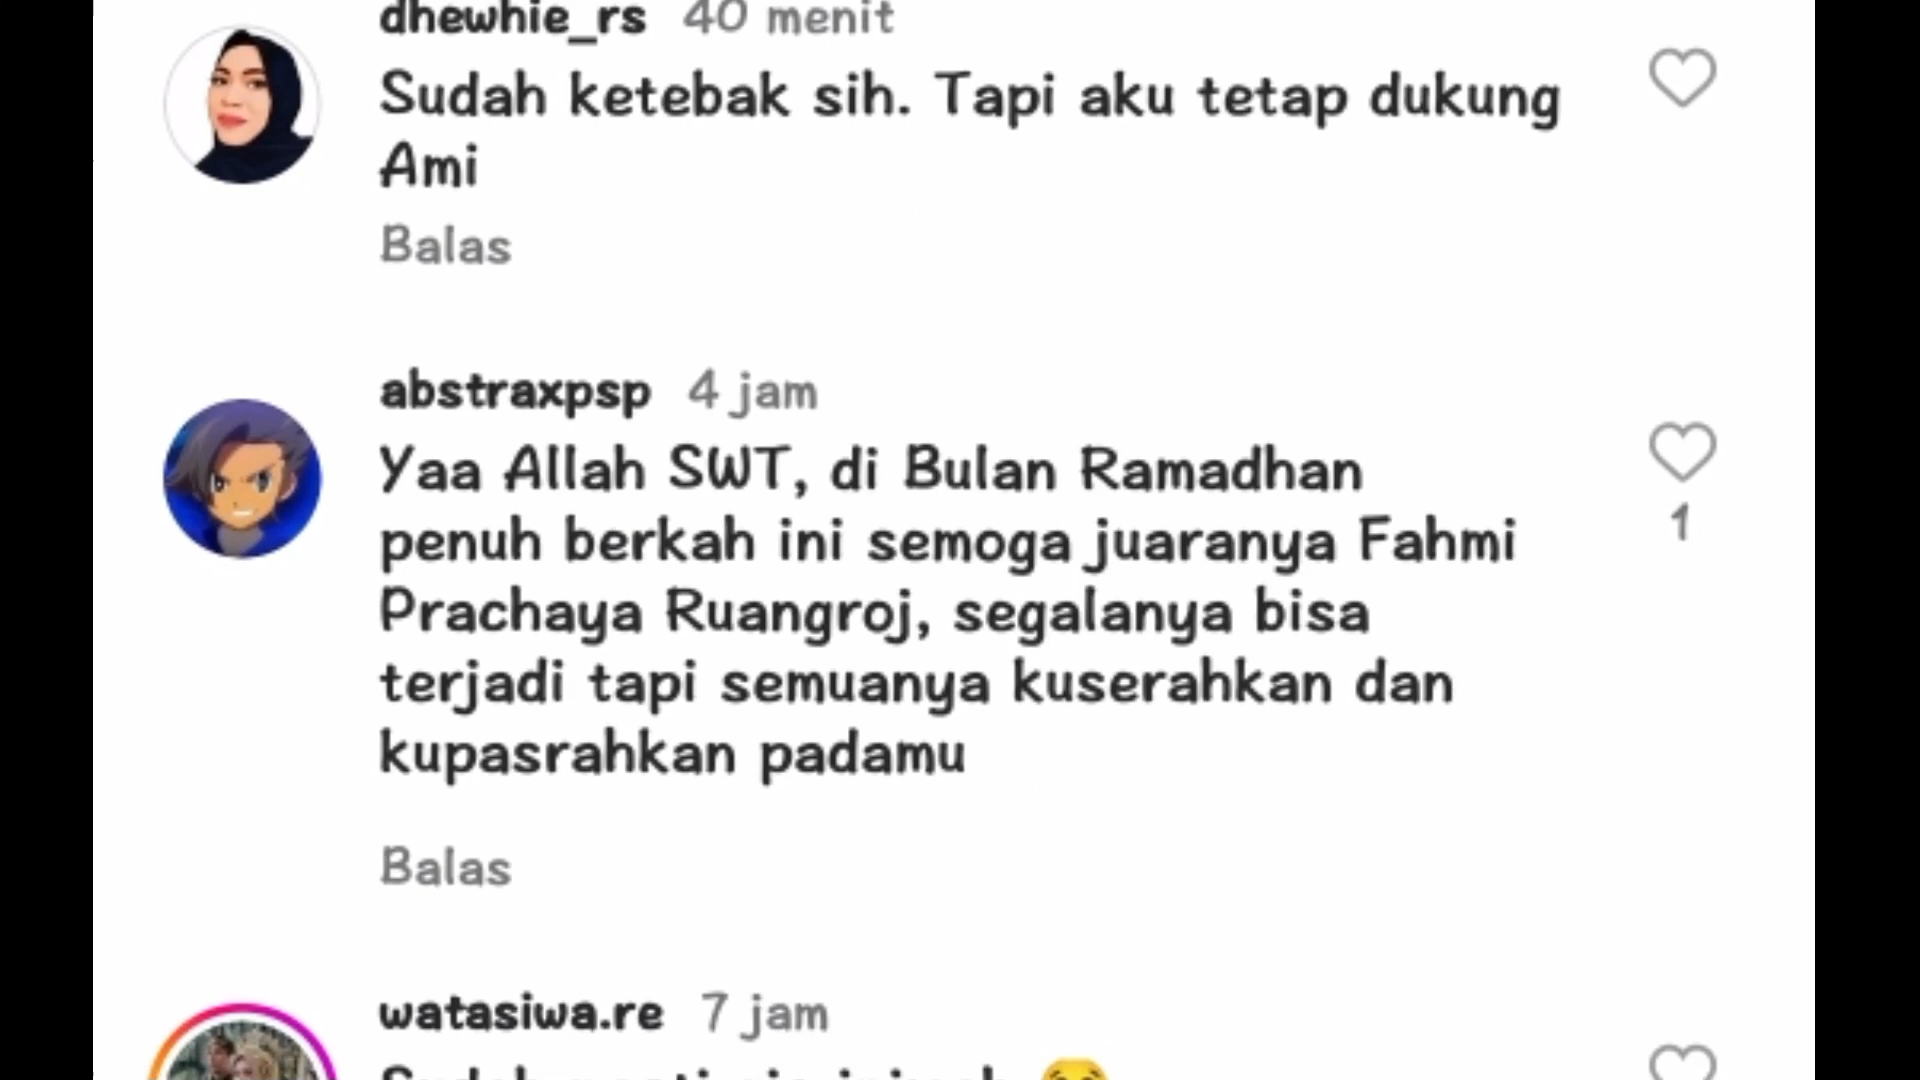 dhewhie_rs 40 menit
Sudah ketebak sih. Tapi aku tetap dukung
Ami
Balas
abstraxpsp 4 jam
Yaa Allah SWT, di Bulan Ramadhan
penuh berkah ini semoga juaranya Fahmi
1
Prachaya Ruangroj, segalanya bisa
terjadi tapi semuanya kuserahkan dan
kupasrahkan padamu
Balas
watasiwa.re 7 jam